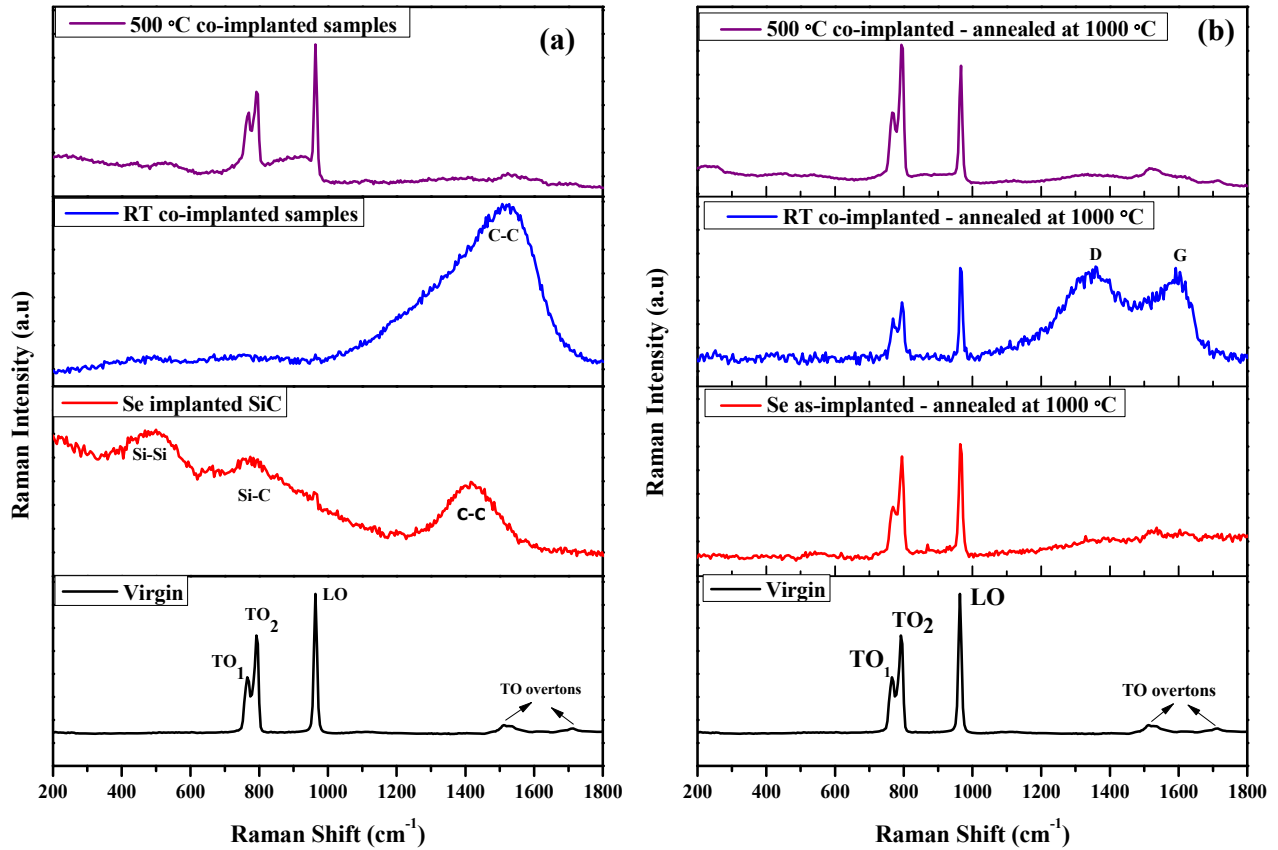 500 °C co-implanted samples
(a)
RT co-implanted samples
C-C
Se implanted SiC
Si-Si
Si-C
C-C
Virgin
LO
TO2
TO1
TO overtons
200 400 600 800 1000 1200 1400 1600 1800
Raman Shift (cm-1)
Raman Intensity (a.u)
500 °C co-implanted - annealed at 1000 °C
(b)
RT co-implanted - annealed at 1000 °C
D
G
Se as-implanted - annealed at 1000 °C
Virgin
LO
TO2
TO1
TO overtons
200 400 600 800 1000 1200 1400 1600 1800
Raman Shift (cm-1)
Raman Intensity (a.u)